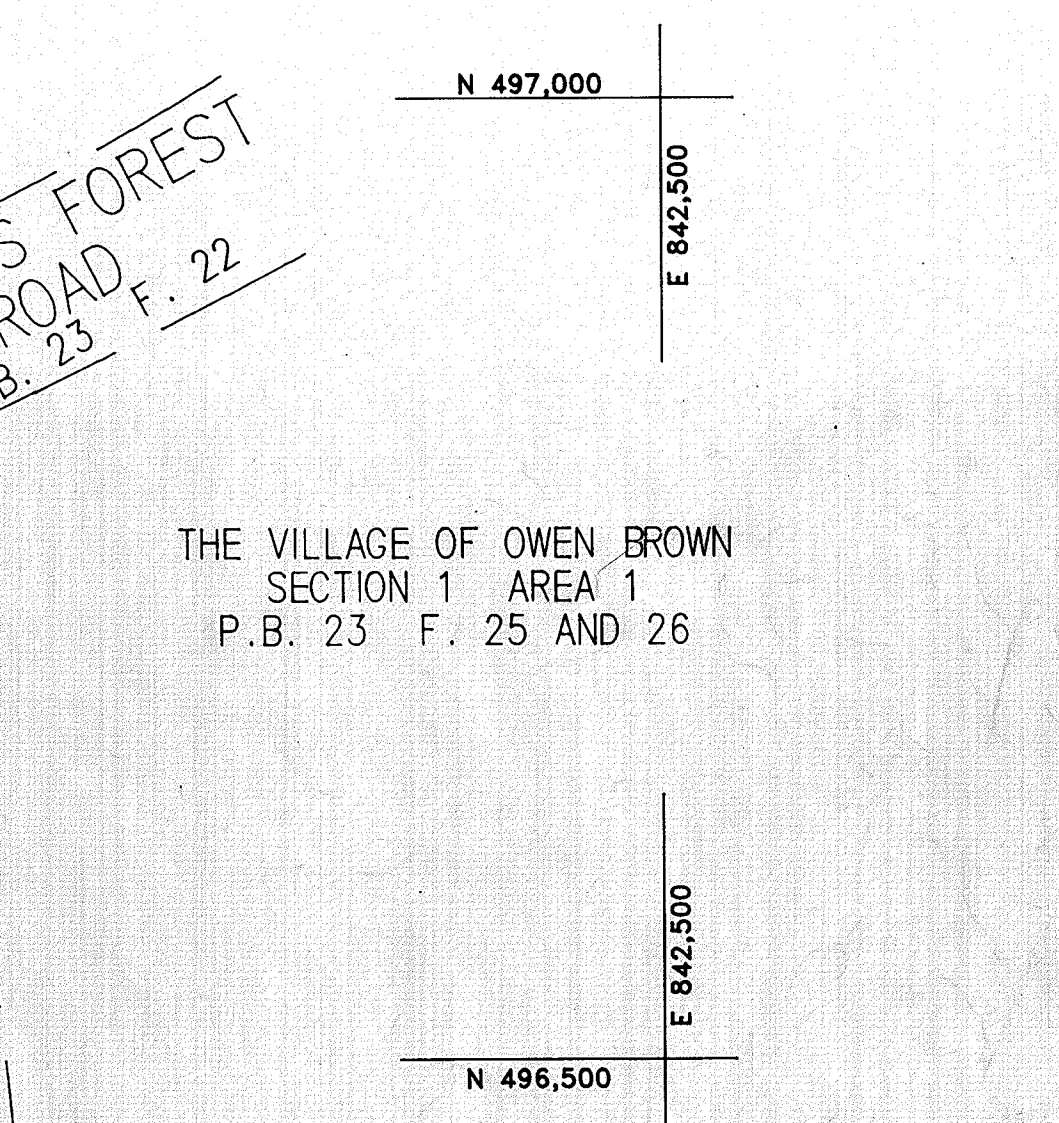 N 497,000
E 842,500
FOREST
ROAD
B. 23 F. 22
THE VILLAGE OF OWEN BROWN
SECTION 1 AREA 1
P.B. 23 F. 25 AND 26
E 842,500
N 496,500